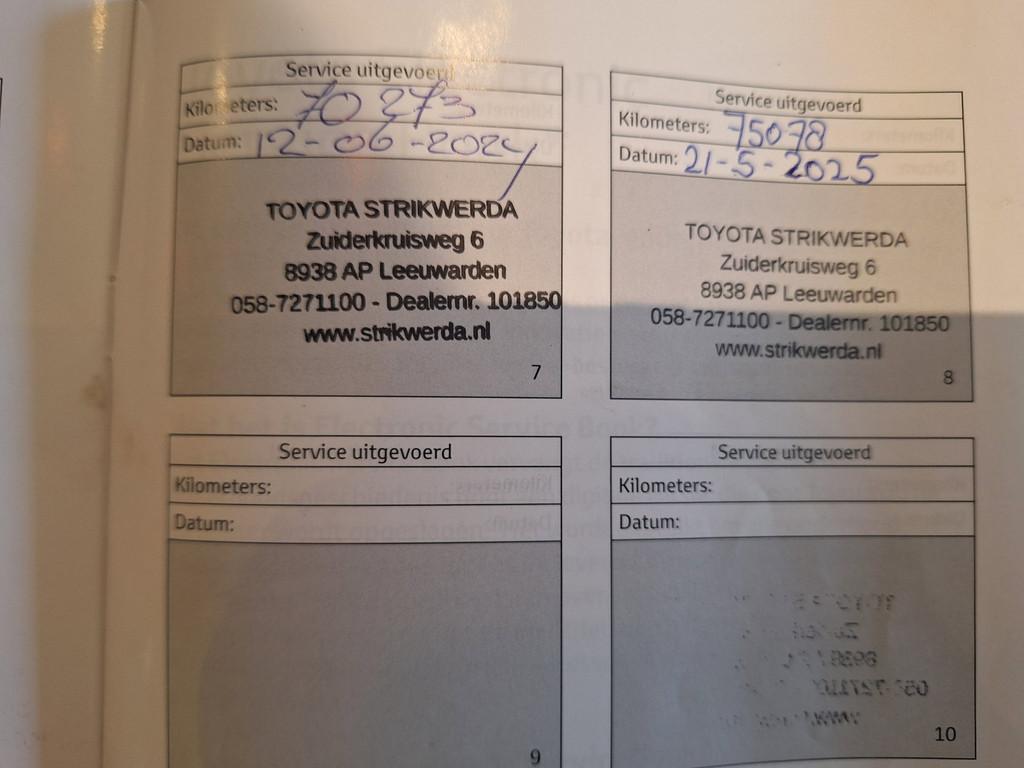 Service uitgevoerd
Kilometers: 70 273
Datum: 12-06-2024
TOYOTA STRIKWERDA
Zuiderkruisweg 6
8938 AP Leeuwarden
058-7271100 - Dealernr. 101850
www.strikwerda.nl
7
Service uitgevoerd
Kilometers: 75078
Datum: 21-5-2025
TOYOTA STRIKWERDA
Zuiderkruisweg 6
8938 AP Leeuwarden
058-7271100 - Dealernr. 101850
www.strikwerda.nl
8
Service uitgevoerd
Kilometers:
Datum:
9
Service uitgevoerd
Kilometers:
Datum:
10